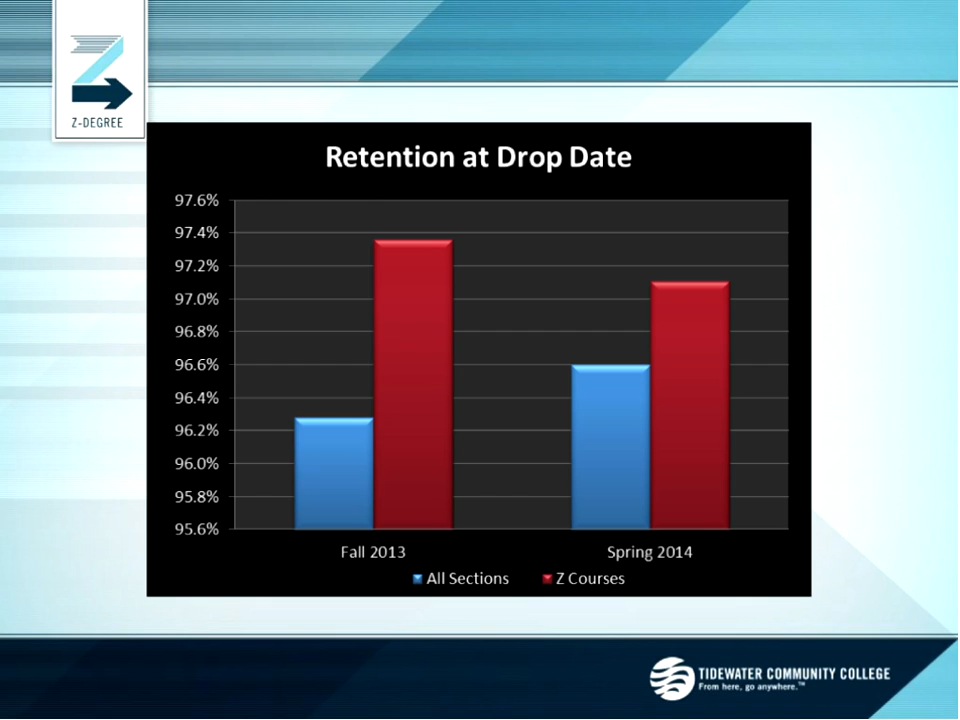 Z-DEGREE
Retention at Drop Date
97.6%
97.4%
97.2%
97.0%
96.8%
96.6%
96.4%
96.2%
96.0%
95.8%
95.6%
Fall 2013 Spring 2014
All Sections Z Courses
TIDEWATER COMMUNITY COLLEGE
From here, go anywhere.™